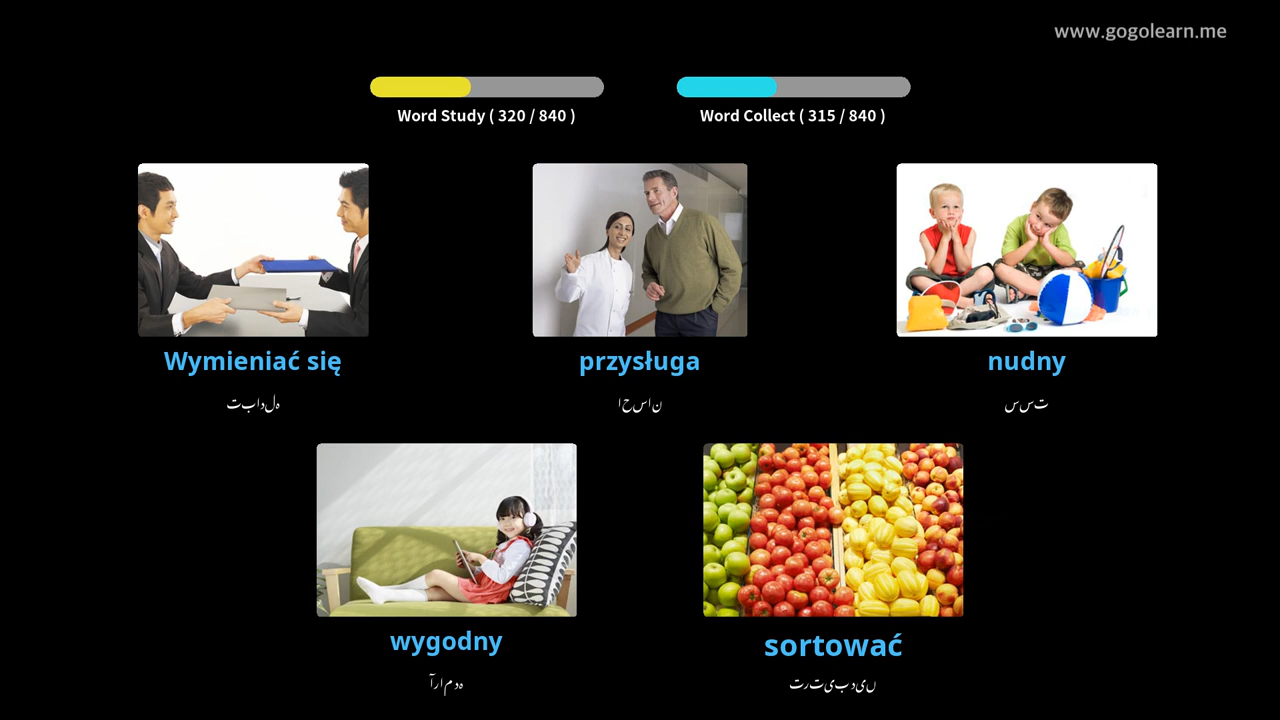 www.gogolearn.me
Word Study ( 320 / 840 )
Word Collect ( 315 / 840 )
Wymieniać się
przysługa
nudny
تبادلہ
احسان
سست
wygodny
sortować
آرام دہ
ترتیب دیں